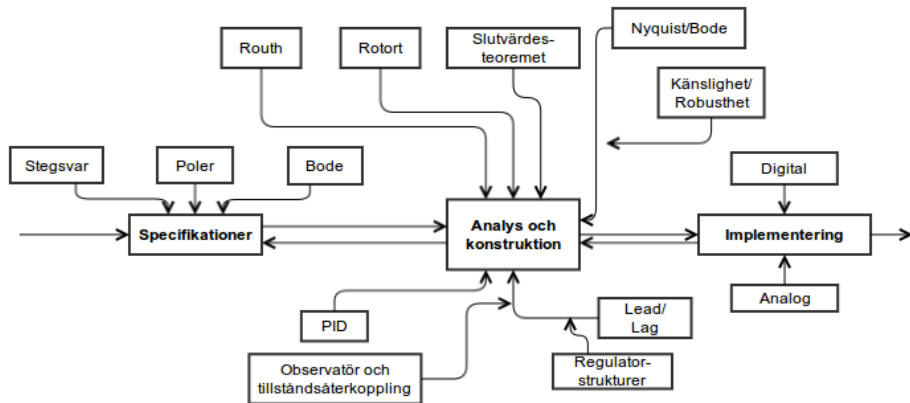 Routh
Rotort
Slutvärdes-
teoremet
Nyquist/Bode
Känslighet/
Robusthet
Stegsvar
Poler
Bode
Digital
Specifikationer
Analys och
konstruktion
Implementering
PID
Lead/
Lag
Analog
Observatör och
tillståndsåterkoppling
Regulator-
strukturer